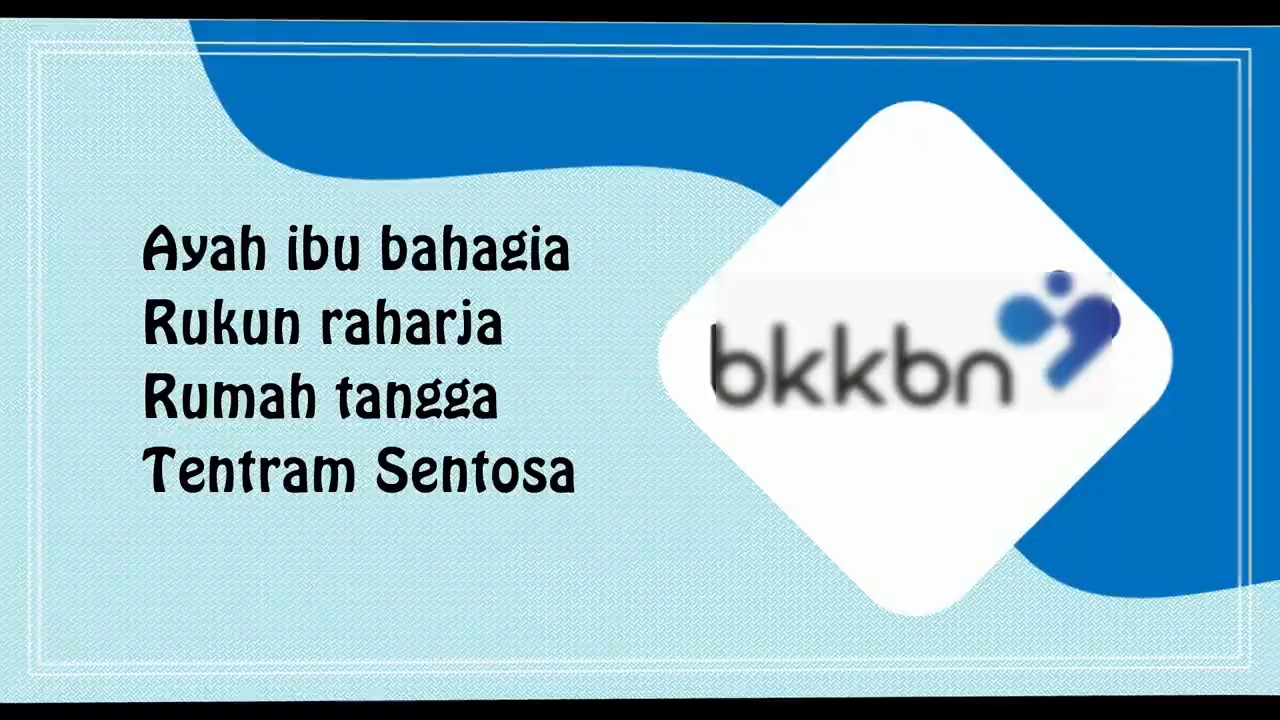 Ayah ibu bahagia
Rukun raharja
Rumah tangga
Tentram Sentosa
bkkbn